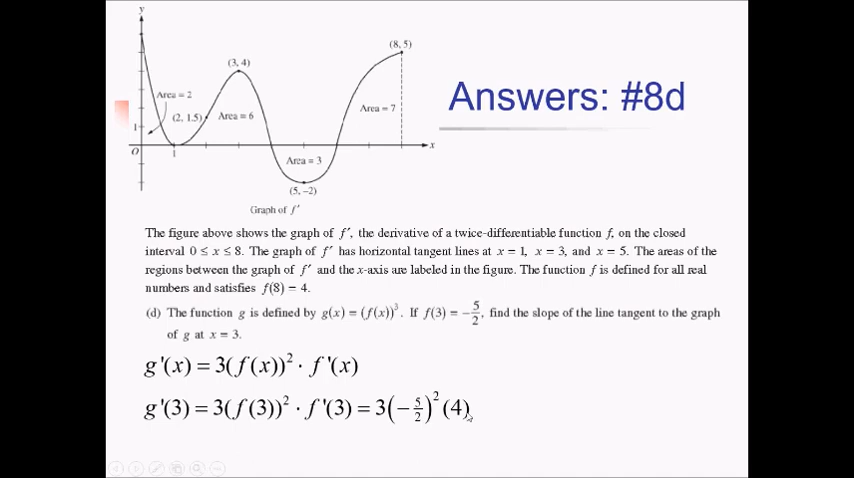 y
(8, 5)
(3, 4)
Area = 2
Area = 7
(2, 1.5)
Area = 6
1
O
1
x
Area = 3
(5, −2)
Graph of f′
Answers: #8d
The figure above shows the graph of f′, the derivative of a twice-differentiable function f, on the closed
interval 0 ≤ x ≤ 8. The graph of f′ has horizontal tangent lines at x = 1, x = 3, and x = 5. The areas of the
regions between the graph of f′ and the x-axis are labeled in the figure. The function f is defined for all real
numbers and satisfies f(8) = 4.
(d) The function g is defined by g(x) = (f(x))³. If f(3) = −5/2, find the slope of the line tangent to the graph
of g at x = 3.
g'(x) = 3(f(x))² · f'(x)
g'(3) = 3(f(3))² · f'(3) = 3(−5/2)²(4)